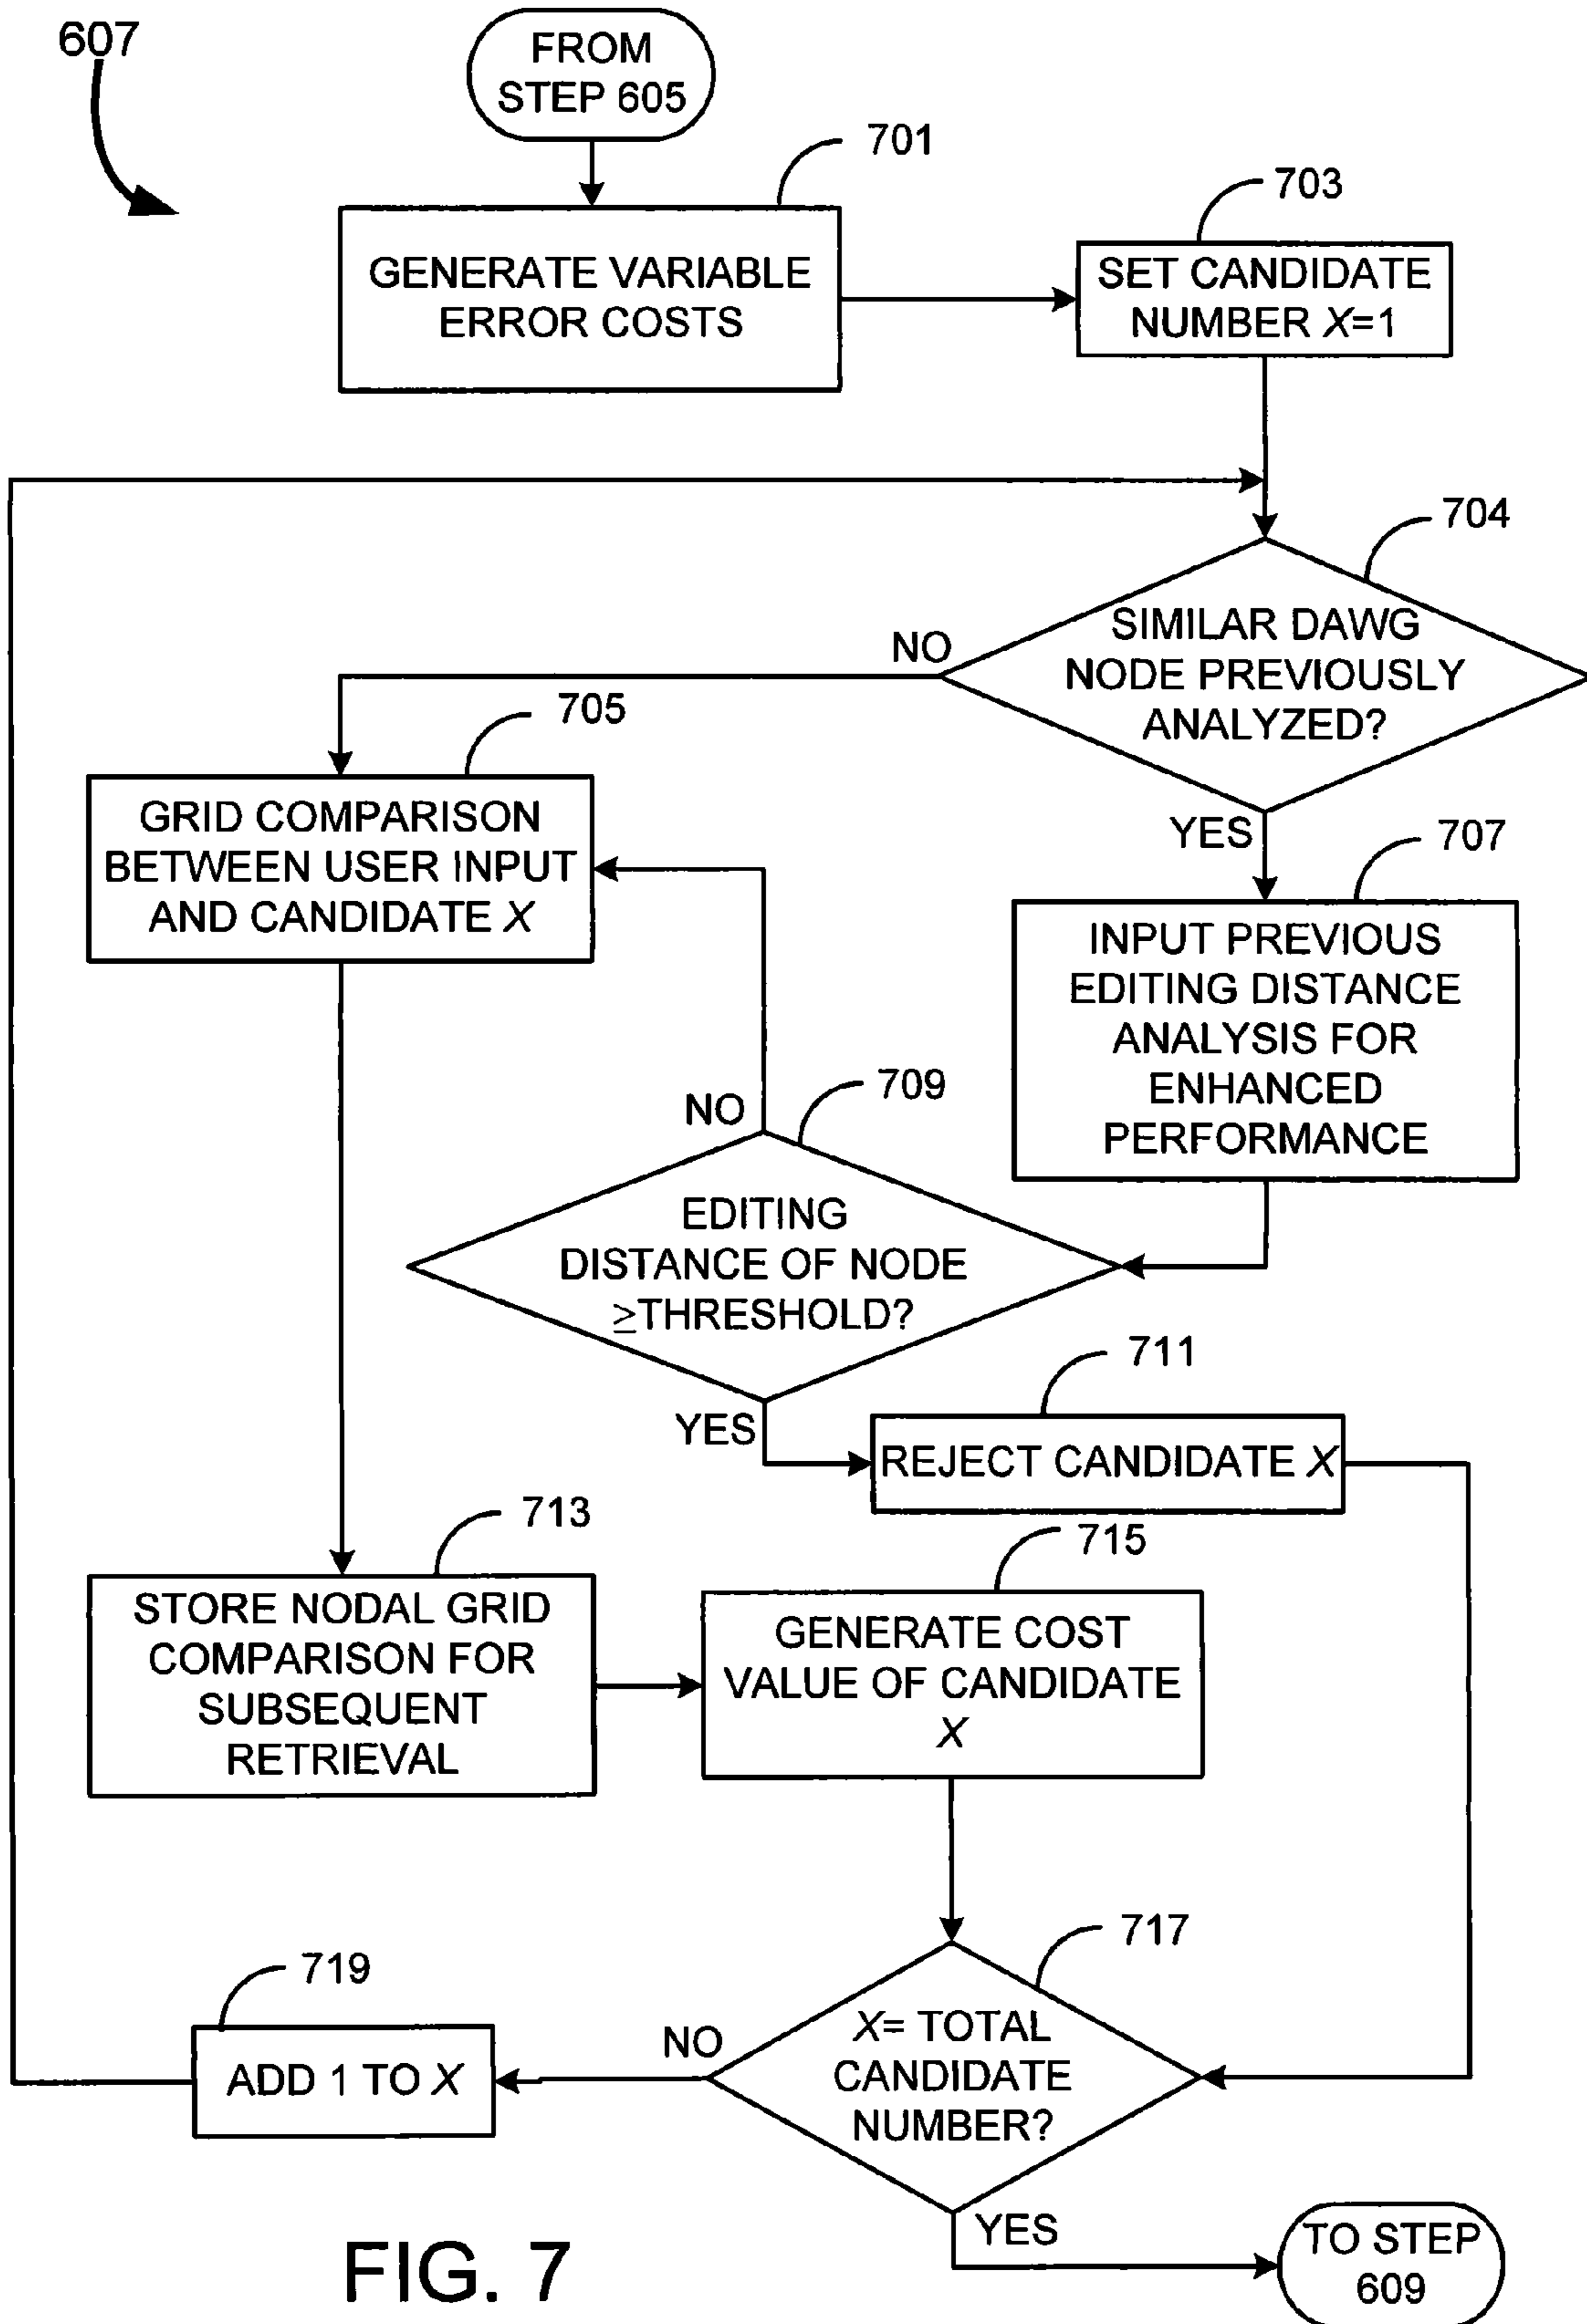 607
FROM
STEP 605
701
GENERATE VARIABLE
ERROR COSTS
703
SET CANDIDATE
NUMBER X=1
704
SIMILAR DAWG
NODE PREVIOUSLY
ANALYZED?
NO
YES
705
GRID COMPARISON
BETWEEN USER INPUT
AND CANDIDATE X
707
INPUT PREVIOUS
EDITING DISTANCE
ANALYSIS FOR
ENHANCED
PERFORMANCE
709
NO
EDITING
DISTANCE OF NODE
≥THRESHOLD?
YES
711
REJECT CANDIDATE X
713
STORE NODAL GRID
COMPARISON FOR
SUBSEQUENT
RETRIEVAL
715
GENERATE COST
VALUE OF CANDIDATE
X
717
X= TOTAL
CANDIDATE
NUMBER?
NO
719
ADD 1 TO X
YES
TO STEP
609
FIG. 7